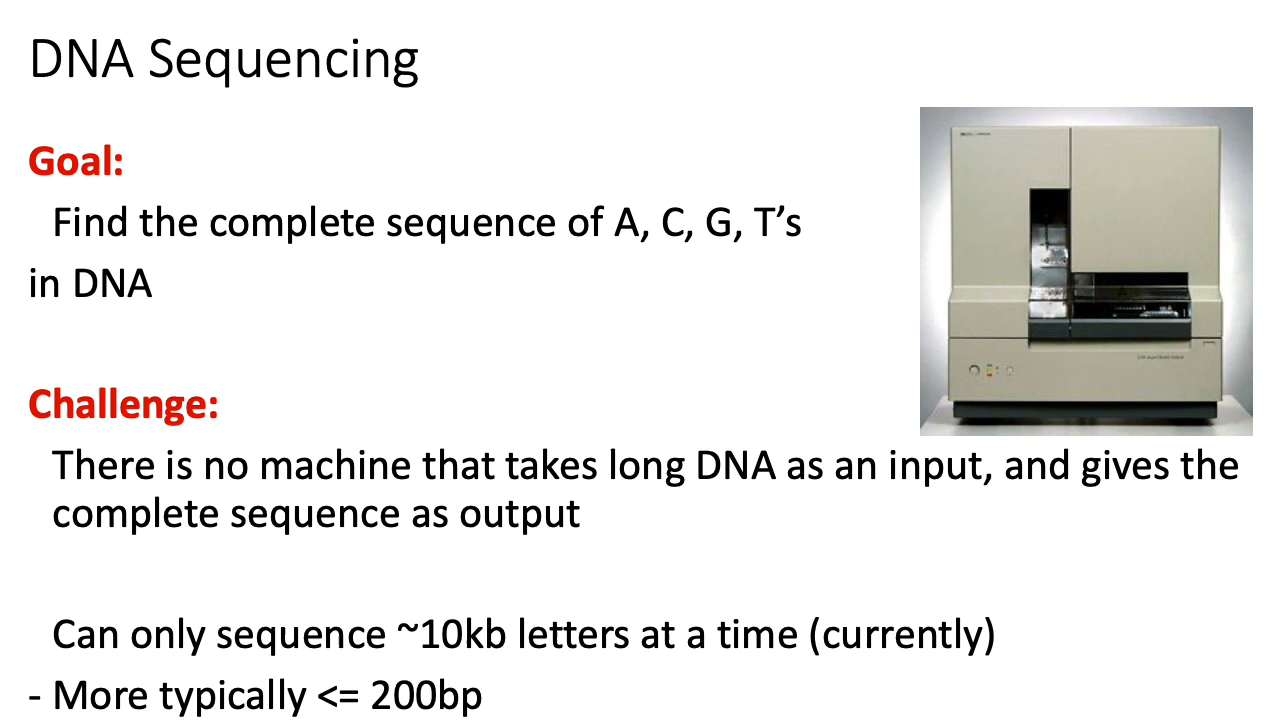 DNA Sequencing
Goal:
Find the complete sequence of A, C, G, T’s
in DNA
Challenge:
There is no machine that takes long DNA as an input, and gives the
complete sequence as output
Can only sequence ~10kb letters at a time (currently)
- More typically <= 200bp